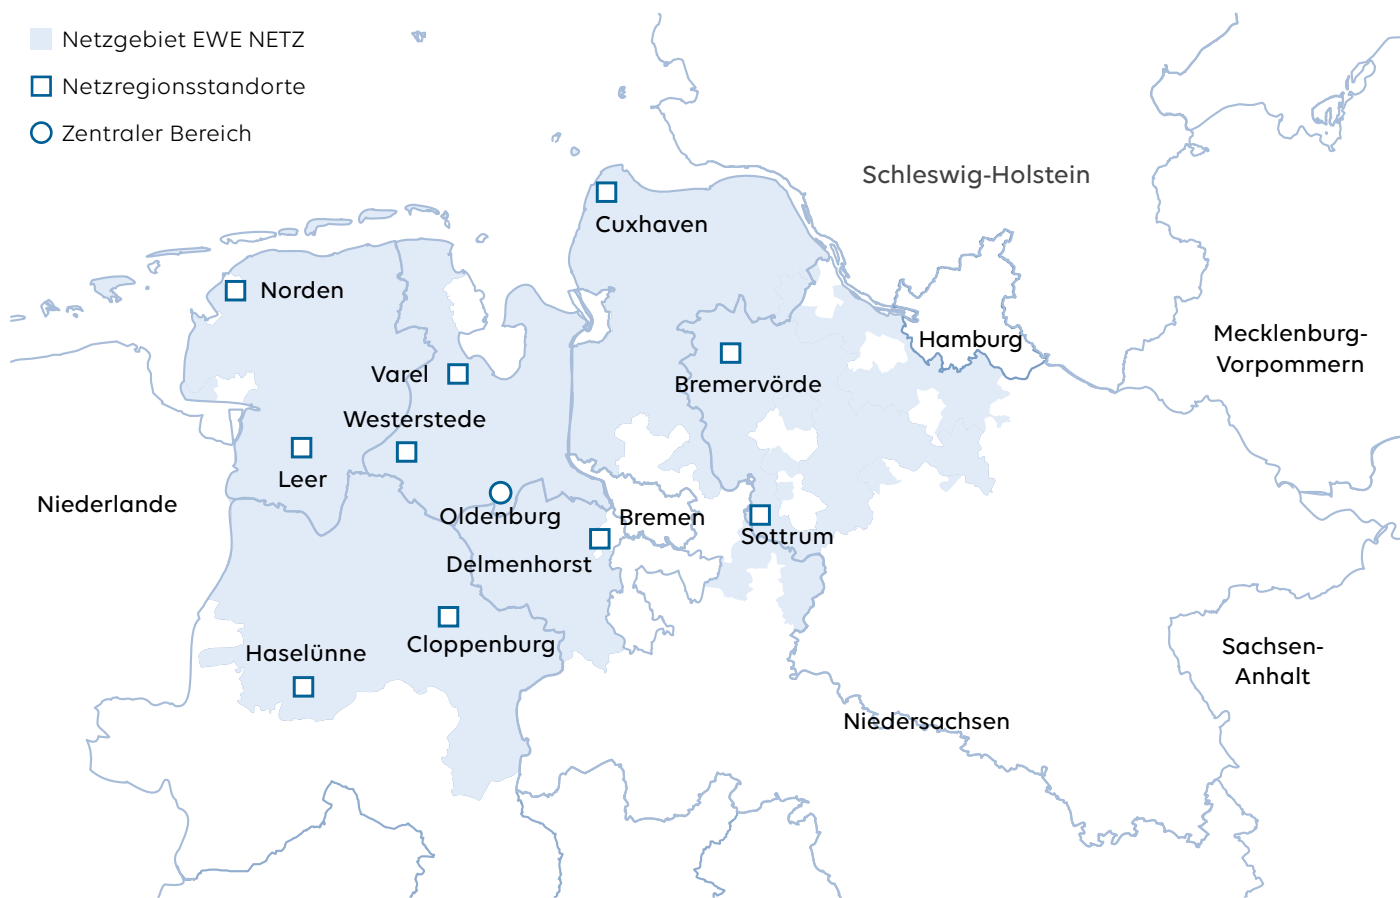 Netzgebiet EWE NETZ
Netzregionsstandorte
Zentraler Bereich
Schleswig-Holstein
Cuxhaven
Norden
Hamburg
Mecklenburg-
Vorpommern
Varel
Bremervörde
Westerstede
Leer
Niederlande
Oldenburg
Bremen
Sottrum
Delmenhorst
Cloppenburg
Haselünne
Sachsen-
Anhalt
Niedersachsen